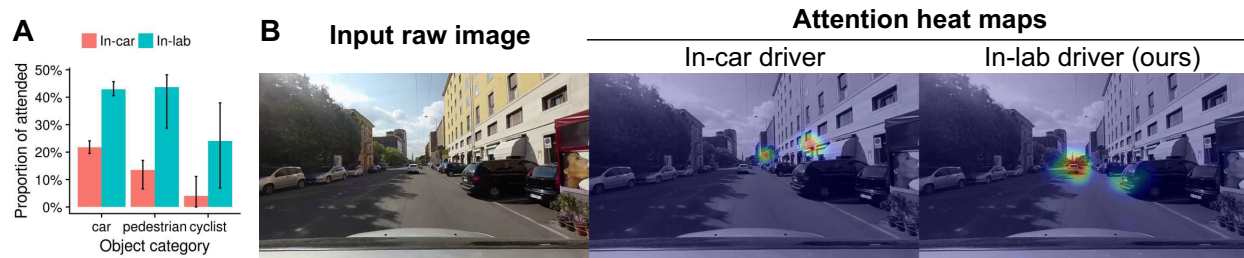 A
In-car In-lab
Proportion of attended
50%
40%
30%
20%
10%
0%
car pedestrian cyclist
Object category
B
Input raw image
Attention heat maps
In-car driver
In-lab driver (ours)